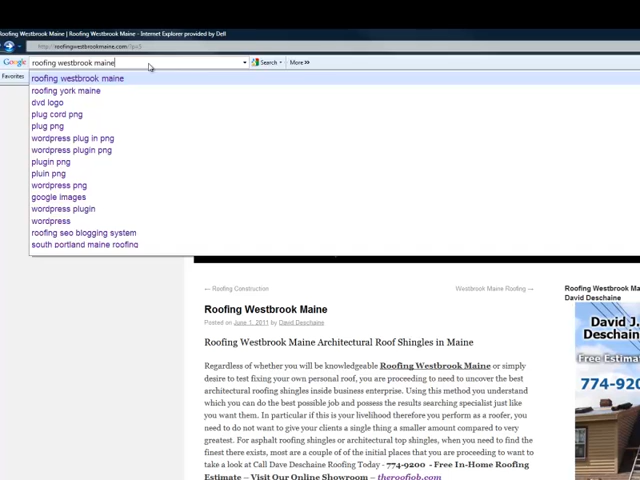 Roofing Westbrook Maine | Roofing Westbrook Maine - Internet Explorer provided by Dell
http://roofingwestbrookmaine.com/?p=5
Google roofing westbrook maine Search More »
Favorites
roofing westbrook maine
roofing york maine
dvd logo
plug cord png
plug png
wordpress plug in png
wordpress plugin png
plugin png
pluin png
wordpress png
google images
wordpress plugin
wordpress
roofing seo blogging system
south portland maine roofing
← Roofing Construction Westbrook Maine Roofing →
Roofing Westbrook Maine
Posted on June 1, 2011 by David Deschaine
Roofing Westbrook Maine Architectural Roof Shingles in Maine
Regardless of whether you will be knowledgeable Roofing Westbrook Maine or simply
desire to test fixing your own personal roof, you are proceeding to need to uncover the best
architectural roofing shingles inside business enterprise. Using this method you understand
which you can do the best possible job and possess the results searching specialist just like
you want them. In particular if this is your livelihood therefore you perform as a roofer, you
need to do not want to give your clients a single thing a smaller amount compared to very
greatest. For asphalt roofing shingles or architectural top shingles, when you need to find the
finest there exists, most are a couple of of the initial places that you are proceeding to want to
take a look at Call Dave Deschaine Roofing Today - 774-9200 - Free In-Home Roofing
Estimate – Visit Our Online Showroom – theroofjob.com
Roofing Westbrook Ma
David Deschaine
David J.
Deschain
Free Estimat
774-920